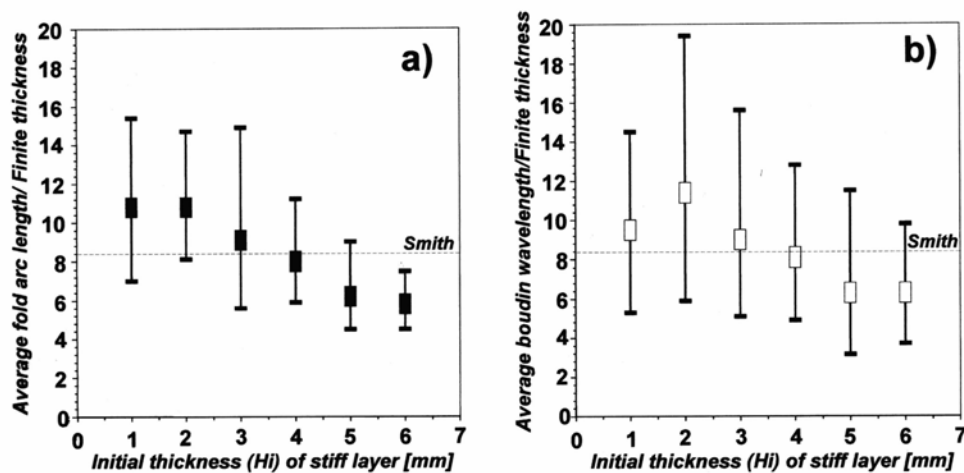 a)
Average fold arc length/ Finite thickness
20
18
16
14
12
10
8
6
4
2
0
Smith
0 1 2 3 4 5 6 7
Initial thickness (Hi) of stiff layer [mm]
b)
Average boudin wavelength/Finite thickness
20
18
16
14
12
10
8
6
4
2
0
Smith
0 1 2 3 4 5 6 7
Initial thickness (Hi) of stiff layer [mm]